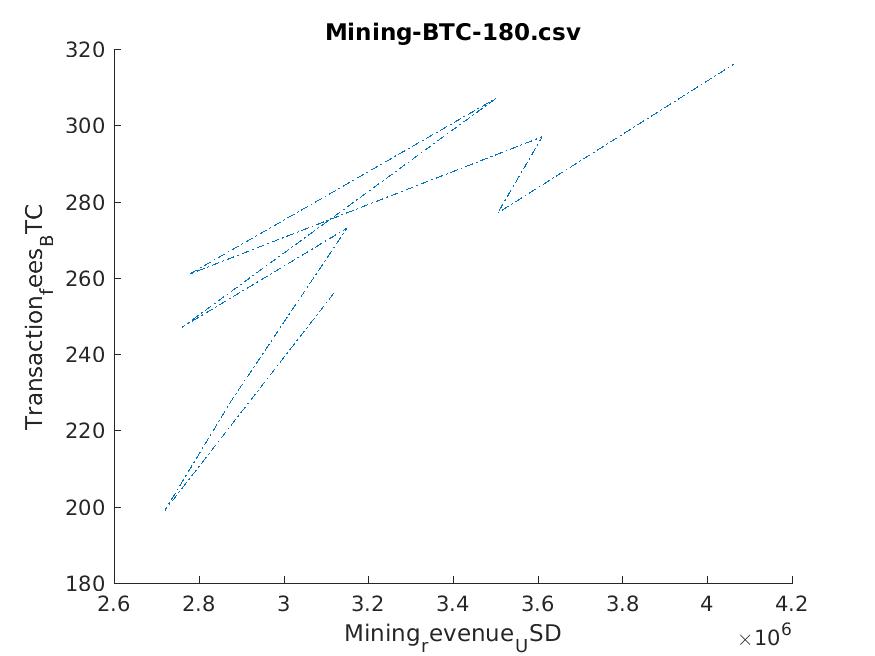 Mining-BTC-180.csv
320
300
280
260
240
220
200
180
Transaction_fees_BTC
2.6 2.8 3 3.2 3.4 3.6 3.8 4 4.2
Mining_revenue_USD
×10^6